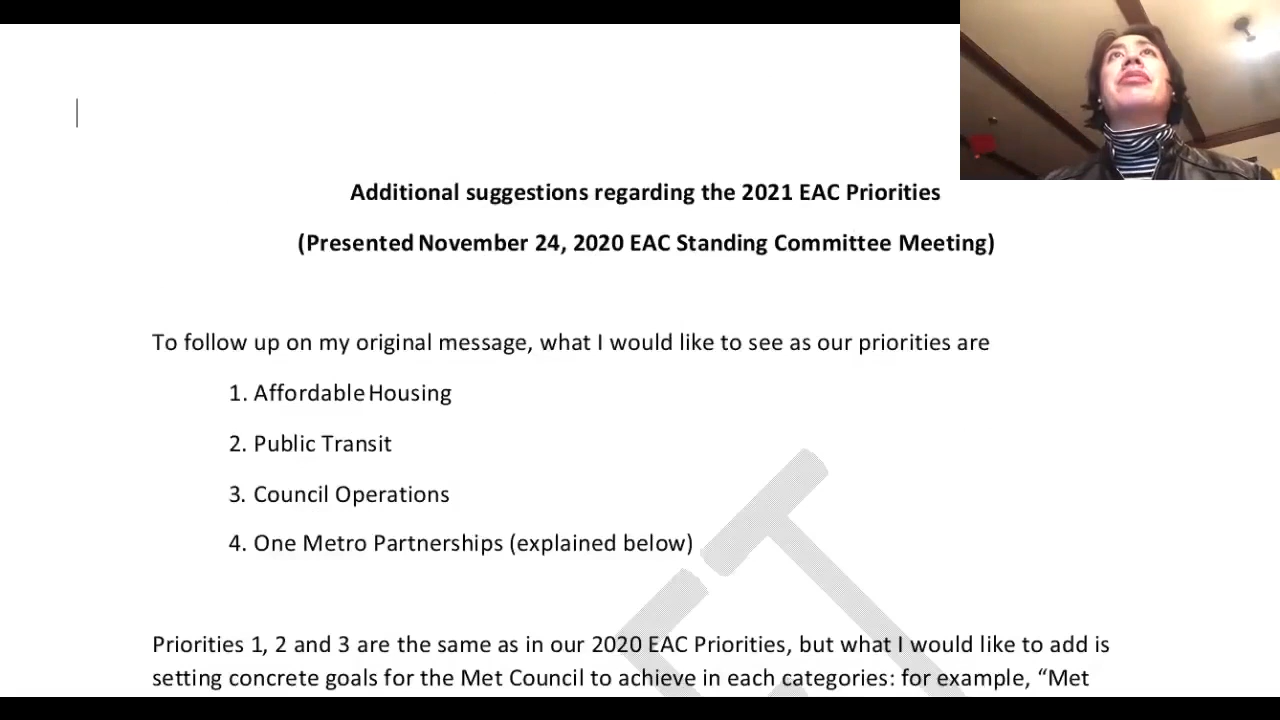 Additional suggestions regarding the 2021 EAC Priorities
(Presented November 24, 2020 EAC Standing Committee Meeting)
To follow up on my original message, what I would like to see as our priorities are
1. Affordable Housing
2. Public Transit
3. Council Operations
4. One Metro Partnerships (explained below)
Priorities 1, 2 and 3 are the same as in our 2020 EAC Priorities, but what I would like to add is
setting concrete goals for the Met Council to achieve in each categories: for example, “Met